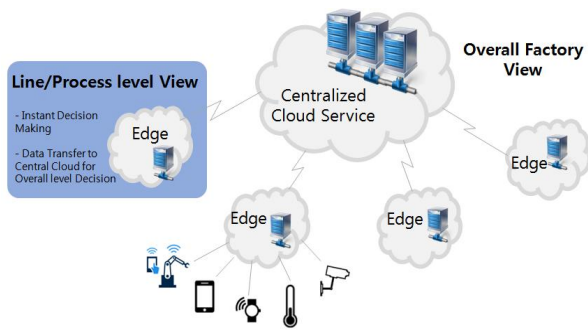 Line/Process level View
- Instant Decision
Making
- Data Transfer to
Central Cloud for
Overall level Decision
Edge
Centralized
Cloud Service
Overall Factory
View
Edge
Edge
Edge